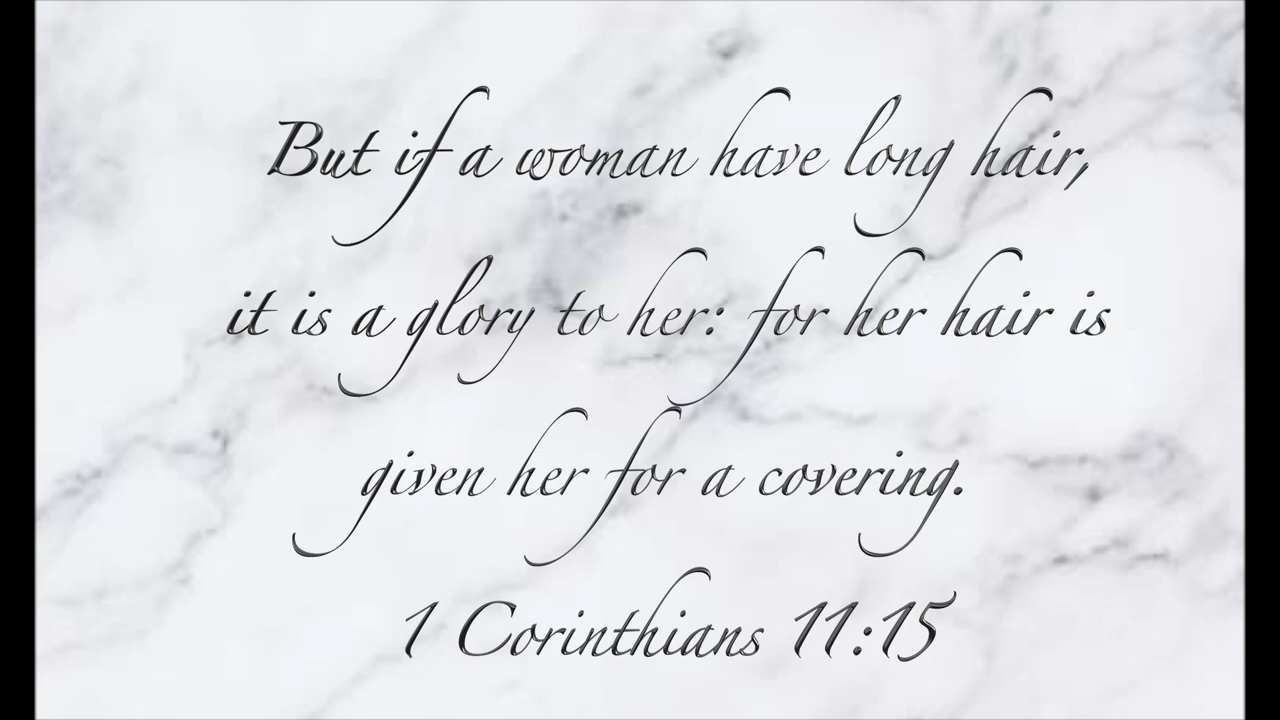 But if a woman have long hair,
it is a glory to her: for her hair is
given her for a covering.
1 Corinthians 11:15